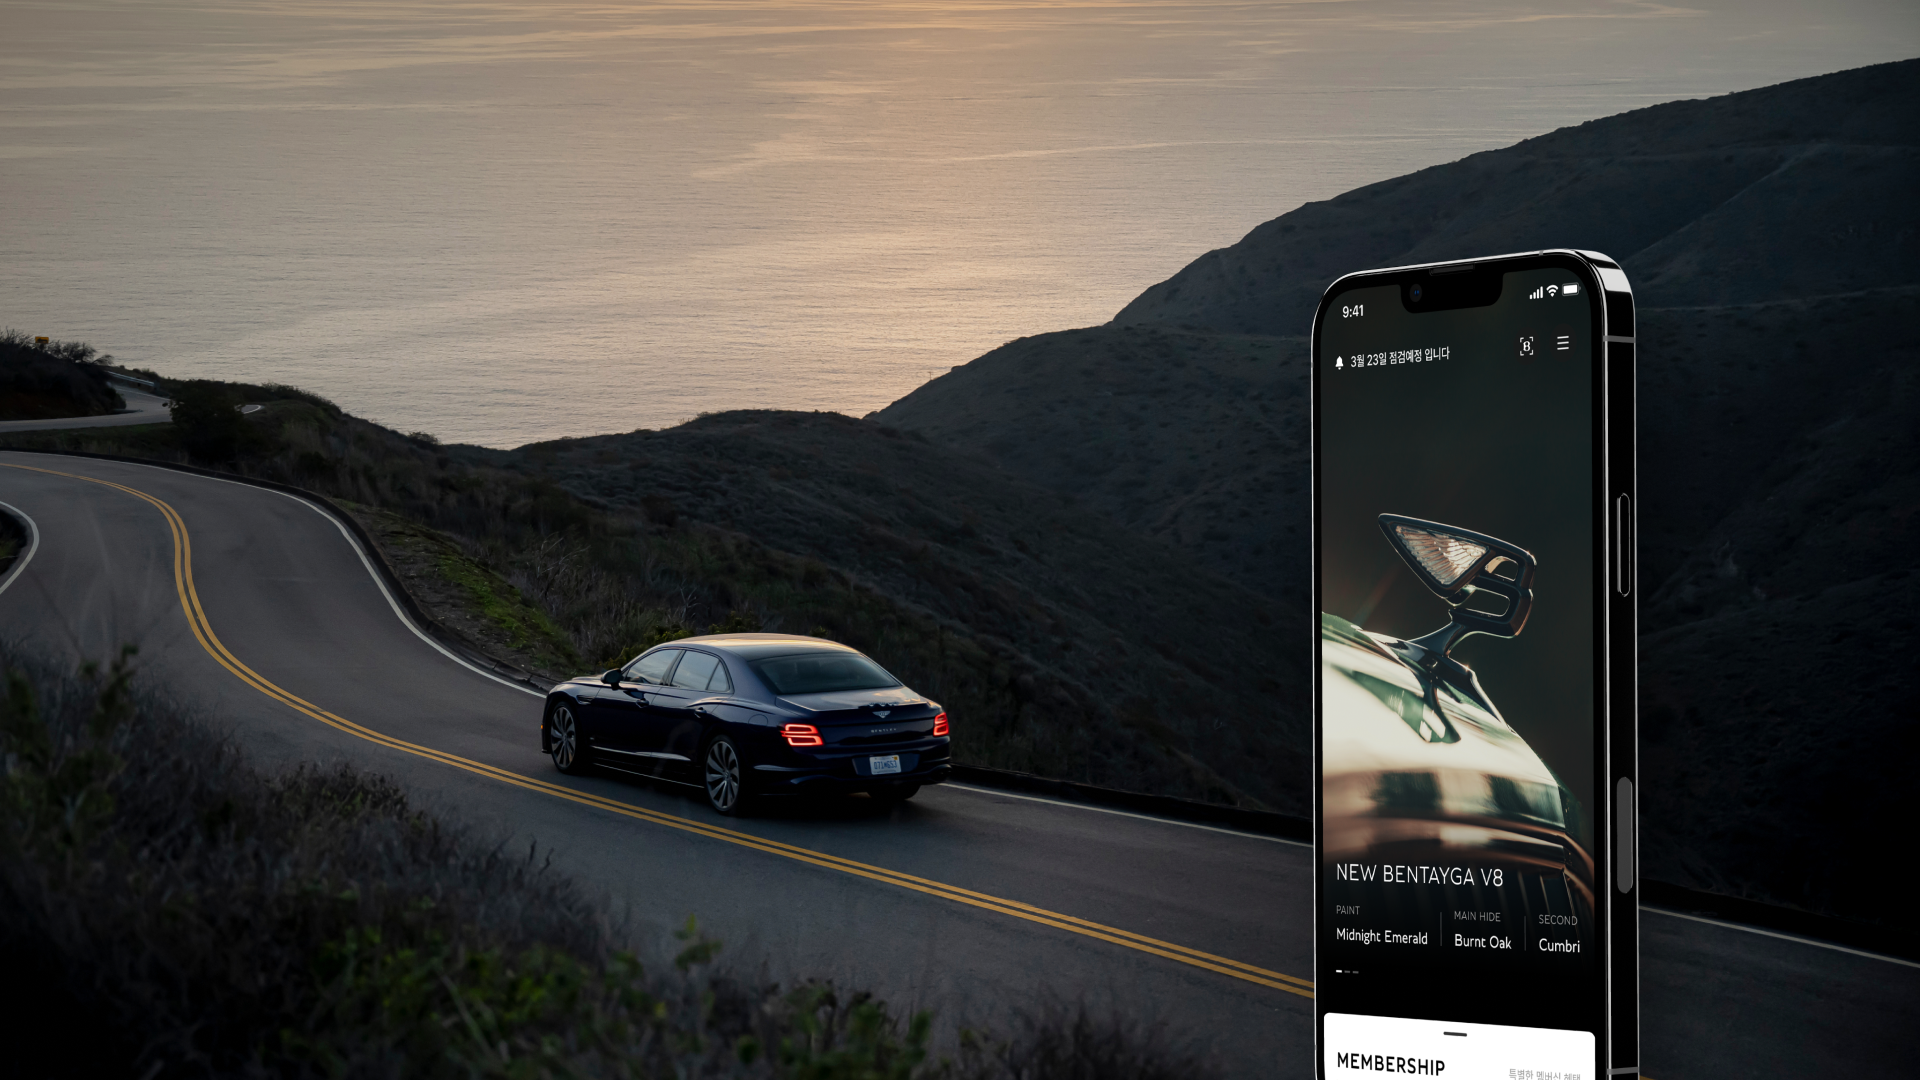 BENTLEY
9:41
3월 23일 점검예정 입니다
NEW BENTAYGA V8
PAINT
Midnight Emerald
MAIN HIDE
Burnt Oak
SECOND
Cumbri
MEMBERSHIP
특별한 멤버십 혜택